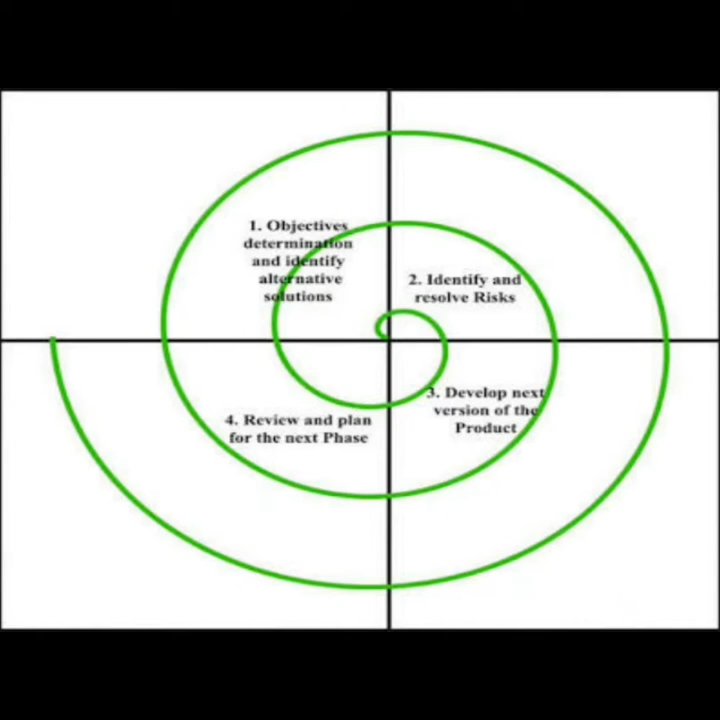 1. Objectives
determination
and identify
alternative
solutions
2. Identify and
resolve Risks
3. Develop next
version of the
Product
4. Review and plan
for the next Phase